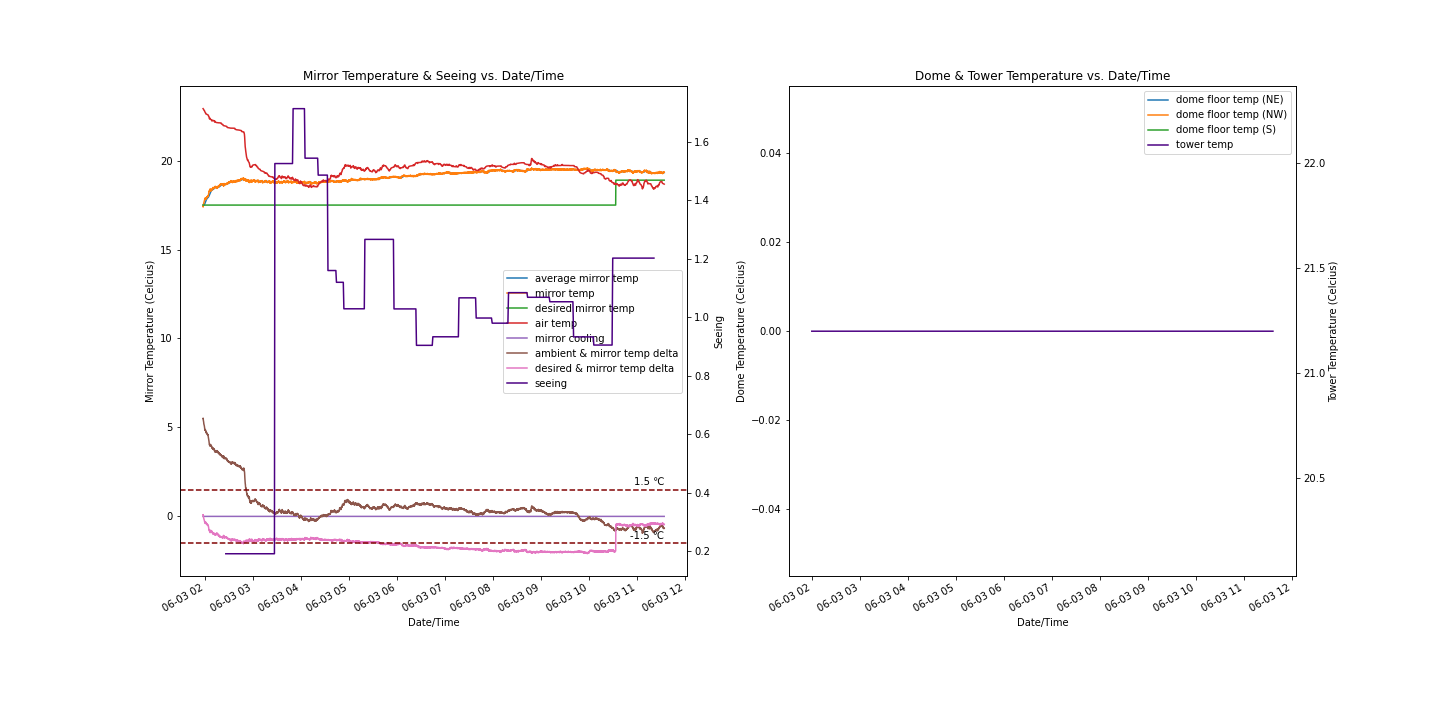 Mirror Temperature & Seeing vs. Date/Time
Mirror Temperature (Celcius)
20
15
10
5
0
1.6
1.4
1.2
1.0
0.8
0.6
0.4
0.2
Seeing
average mirror temp
mirror temp
desired mirror temp
air temp
mirror cooling
ambient & mirror temp delta
desired & mirror temp delta
seeing
1.5 °C
-1.5 °C
06-03 02
06-03 03
06-03 04
06-03 05
06-03 06
06-03 07
06-03 08
06-03 09
06-03 10
06-03 11
06-03 12
Date/Time
Dome & Tower Temperature vs. Date/Time
Dome Temperature (Celcius)
0.04
0.02
0.00
−0.02
−0.04
dome floor temp (NE)
dome floor temp (NW)
dome floor temp (S)
tower temp
22.0
21.5
21.0
20.5
Tower Temperature (Celcius)
06-03 02
06-03 03
06-03 04
06-03 05
06-03 06
06-03 07
06-03 08
06-03 09
06-03 10
06-03 11
06-03 12
Date/Time